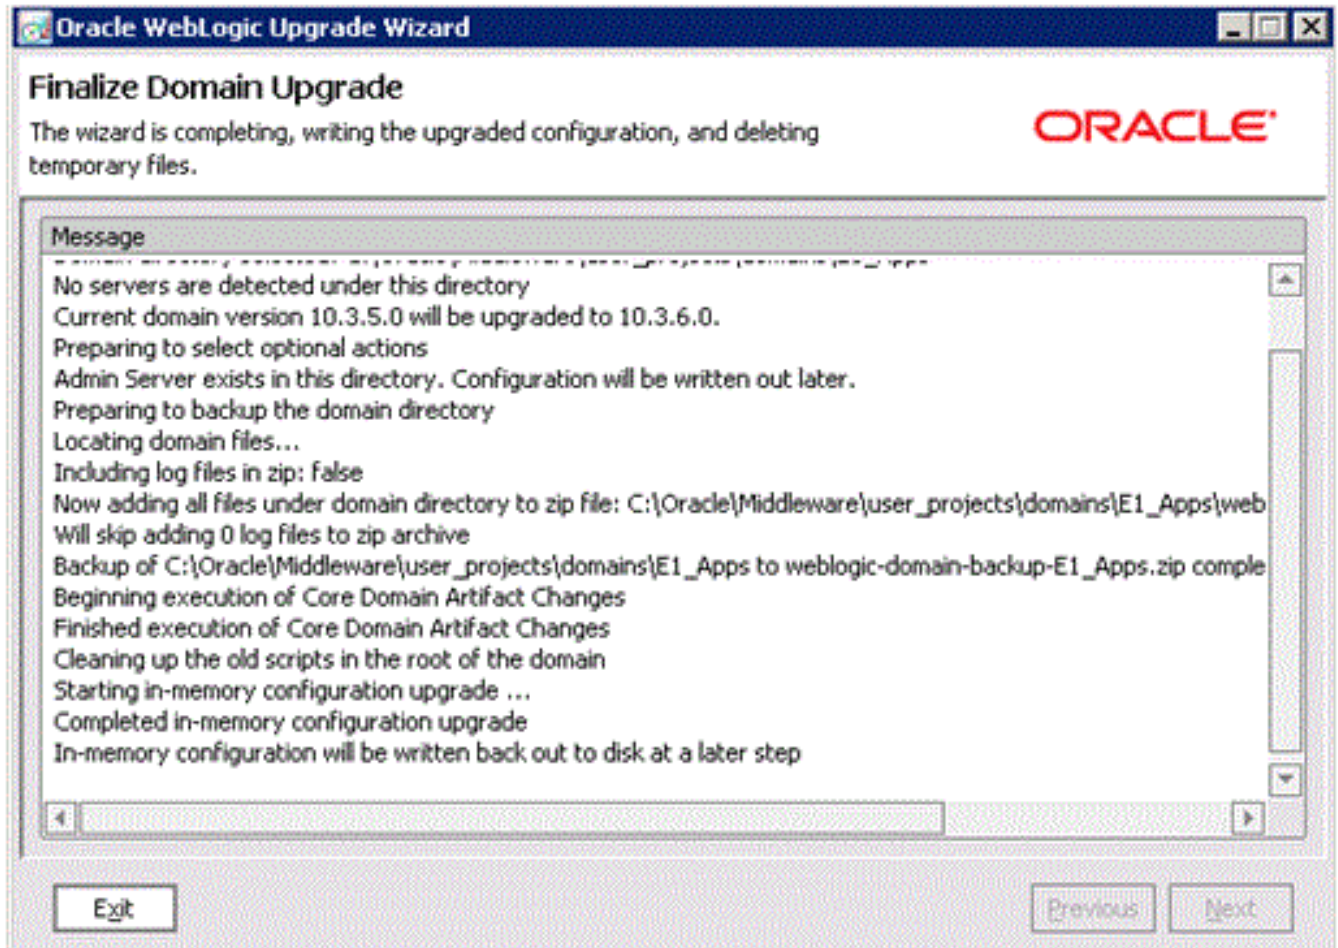 Oracle WebLogic Upgrade Wizard
Finalize Domain Upgrade
The wizard is completing, writing the upgraded configuration, and deleting
temporary files.
ORACLE
Message
No servers are detected under this directory
Current domain version 10.3.5.0 will be upgraded to 10.3.6.0.
Preparing to select optional actions
Admin Server exists in this directory. Configuration will be written out later.
Preparing to backup the domain directory
Locating domain files...
Including log files in zip: false
Now adding all files under domain directory to zip file: C:\Oracle\Middleware\user_projects\domains\E1_Apps\web
Will skip adding 0 log files to zip archive
Backup of C:\Oracle\Middleware\user_projects\domains\E1_Apps to weblogic-domain-backup-E1_Apps.zip comple
Beginning execution of Core Domain Artifact Changes
Finished execution of Core Domain Artifact Changes
Cleaning up the old scripts in the root of the domain
Starting in-memory configuration upgrade ...
Completed in-memory configuration upgrade
In-memory configuration will be written back out to disk at a later step
Exit
Previous
Next